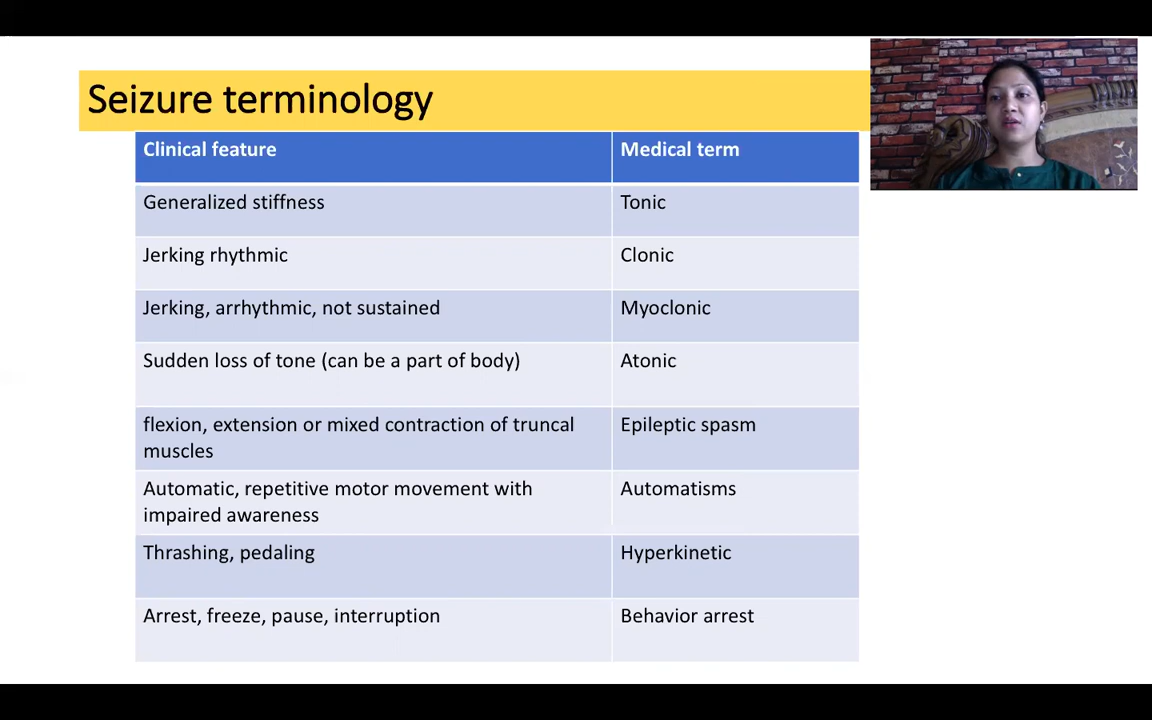 Seizure terminology
Clinical feature Medical term
Generalized stiffness Tonic
Jerking rhythmic Clonic
Jerking, arrhythmic, not sustained Myoclonic
Sudden loss of tone (can be a part of body) Atonic
flexion, extension or mixed contraction of truncal Epileptic spasm
muscles
Automatic, repetitive motor movement with Automatisms
impaired awareness
Thrashing, pedaling Hyperkinetic
Arrest, freeze, pause, interruption Behavior arrest